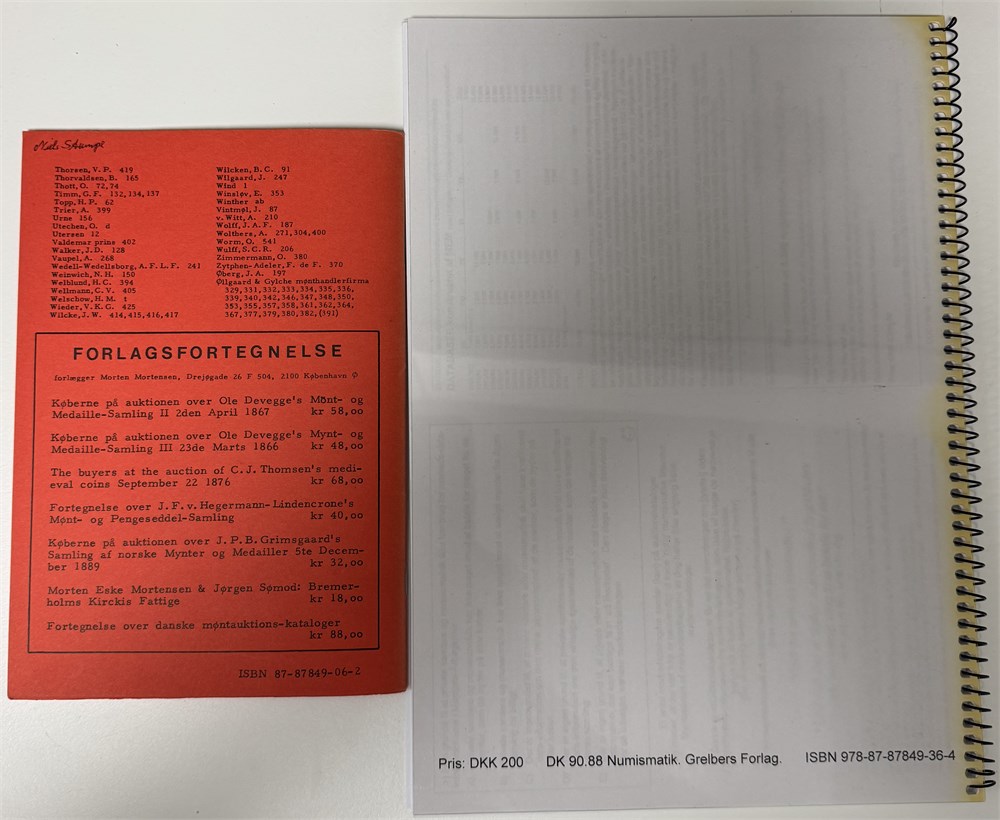 Thorsen, V. P. 419
Thorvaldsen, B. 165
Thott, O. 72, 74
Timm, G. F. 132, 134, 137
Topp, H. P. 62
Trier, A. 399
Urne 156
Utechen, O. d
Utersen 12
Valdemar prins 402
Walker, J. D. 128
Vaupel, A. 268
Wedell-Wedellsborg, A. F. L. F. 241
Weinwich, N. H. 150
Welblund, H. C. 394
Wellmann, C. V. 405
Welschow, H. M. t
Wieder, V. K. G. 425
Wilcke, J. W. 414, 415, 416, 417
Wilcken, B. C. 91
Wilgaard, J. 247
Wind 1
Winsløv, E. 353
Winther ab
Vintmøl, J. 87
v. Witt, A. 210
Wolff, J. A. F. 187
Wolthers, A. 271, 304, 400
Worm, O. 541
Wulff, S. C. R. 206
Zimmermann, O. 380
Zytphen-Adeler, F. de F. 370
Øberg, J. A. 197
Øllgaard & Gylche mønthandlerfirma
329, 331, 332, 333, 334, 335, 336,
339, 340, 342, 346, 347, 348, 350,
353, 355, 357, 358, 361, 362, 364,
367, 377, 379, 380, 382, (391)
FORLAGSFORTEGNELSE
forlægger Morten Mortensen, Drejøgade 26 F 504, 2100 København Ø
Køberne på auktionen over Ole Devegge's Mønt- og
Medaille-Samling II 2den April 1867 kr 58,00
Køberne på auktionen over Ole Devegge's Mynt- og
Medaille-Samling III 23de Marts 1866 kr 48,00
The buyers at the auction of C. J. Thomsen's medi-
eval coins September 22 1876 kr 68,00
Fortegnelse over J. F. v. Hegermann-Lindencrone's
Mønt- og Pengeseddel-Samling kr 40,00
Køberne på auktionen over J. P. B. Grimsgaard's
Samling af norske Mynter og Medailler 5te Decem-
ber 1889 kr 32,00
Morten Eske Mortensen & Jørgen Sømod: Bremer-
holms Kirckis Fattige kr 18,00
Fortegnelse over danske møntauktions-kataloger
kr 88,00
ISBN 87-87849-06-2
Pris: DKK 200 DK 90.88 Numismatik. Grelbers Forlag. ISBN 978-87-87849-36-4